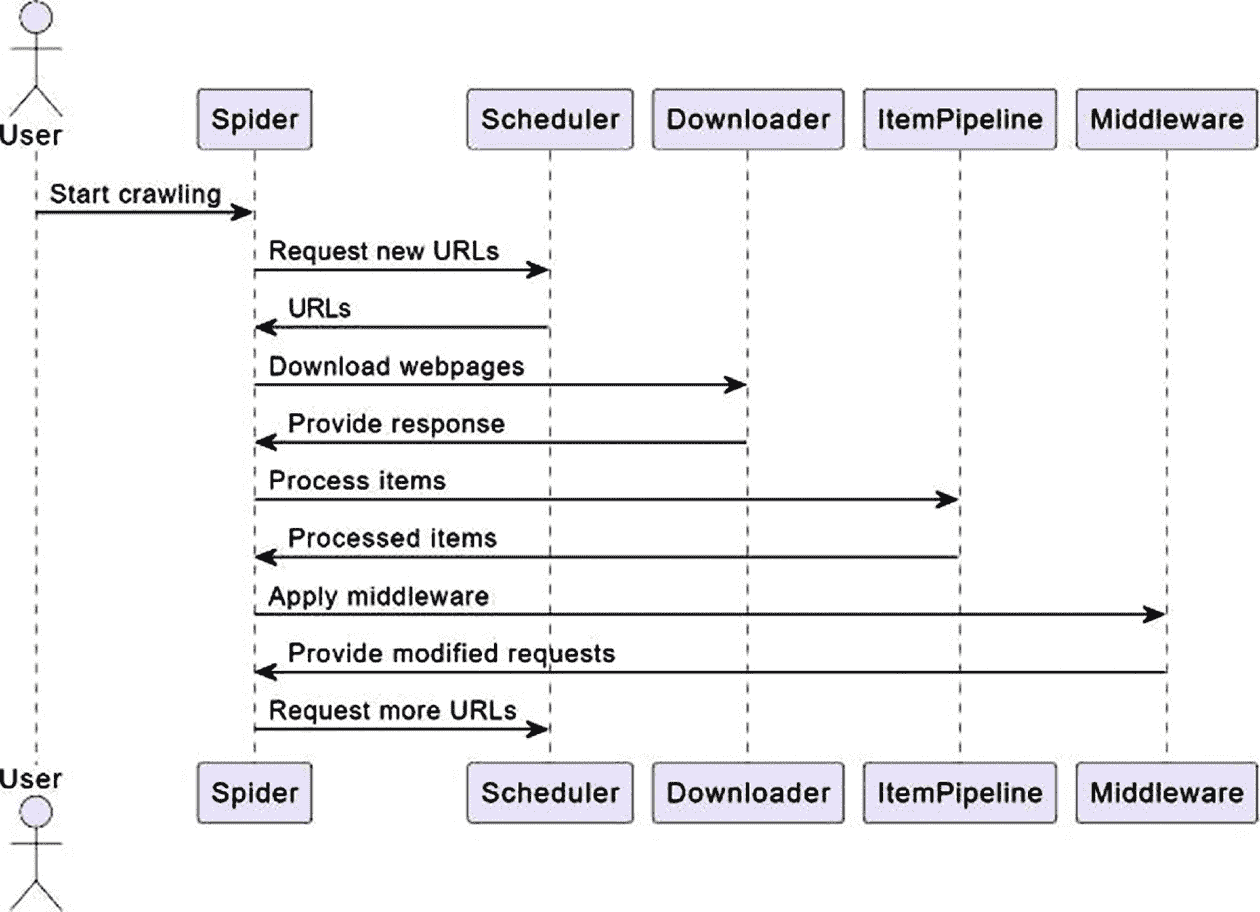 User
Spider
Scheduler
Downloader
ItemPipeline
Middleware
Start crawling
Request new URLs
URLs
Download webpages
Provide response
Process items
Processed items
Apply middleware
Provide modified requests
Request more URLs
User
Spider
Scheduler
Downloader
ItemPipeline
Middleware